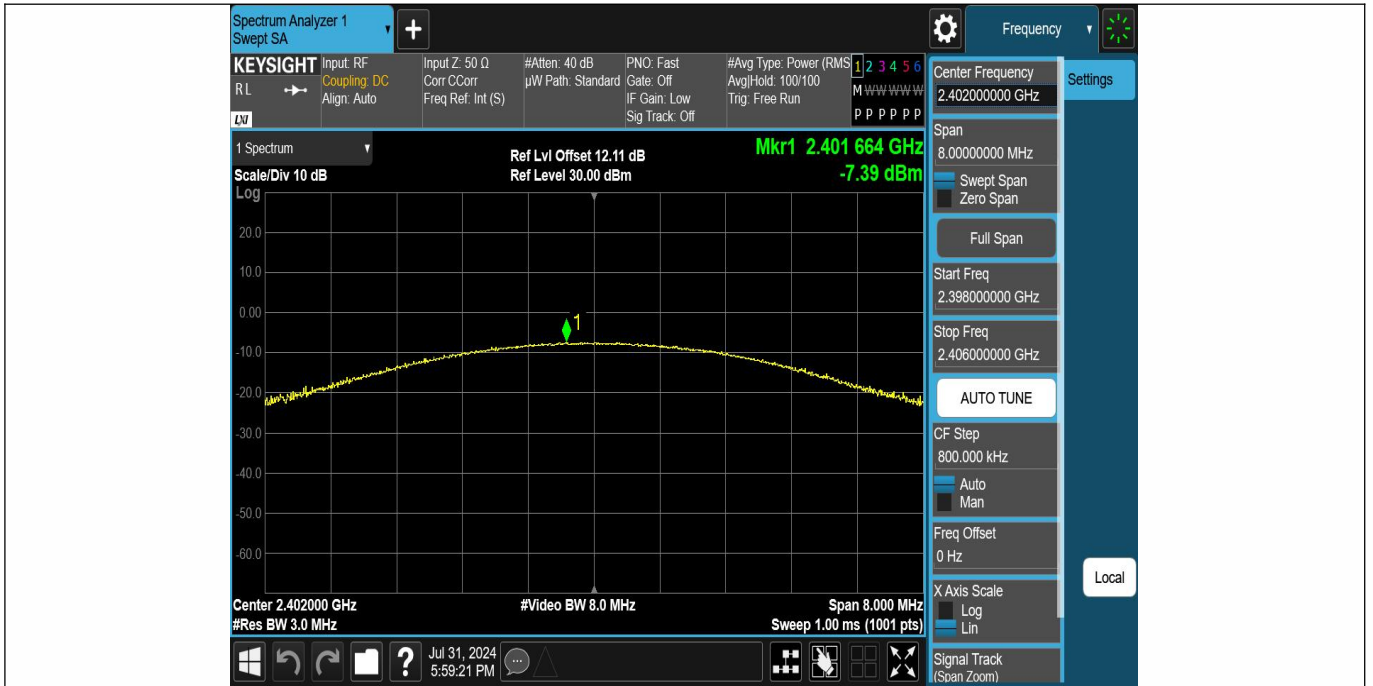 Spectrum Analyzer 1
Swept SA
+
Frequency
KEYSIGHT
R L
LXI
Input: RF
Coupling: DC
Align: Auto
Input Z: 50 Ω
Corr CCorr
Freq Ref: Int (S)
#Atten: 40 dB
µW Path: Standard
PNO: Fast
Gate: Off
IF Gain: Low
Sig Track: Off
#Avg Type: Power (RMS
Avg|Hold: 100/100
Trig: Free Run
1 2 3 4 5 6
M W W W W W
P P P P P P
1 Spectrum
Scale/Div 10 dB
Log
Ref Lvl Offset 12.11 dB
Ref Level 30.00 dBm
Mkr1 2.401 664 GHz
-7.39 dBm
20.0
10.0
0.00
-10.0
-20.0
-30.0
-40.0
-50.0
-60.0
1
Center 2.402000 GHz
#Video BW 8.0 MHz
Span 8.000 MHz
#Res BW 3.0 MHz
Sweep 1.00 ms (1001 pts)
?
Jul 31, 2024
5:59:21 PM
Center Frequency
2.402000000 GHz
Settings
Span
8.00000000 MHz
Swept Span
Zero Span
Full Span
Start Freq
2.398000000 GHz
Stop Freq
2.406000000 GHz
AUTO TUNE
CF Step
800.000 kHz
Auto
Man
Freq Offset
0 Hz
Local
X Axis Scale
Log
Lin
Signal Track
(Span Zoom)